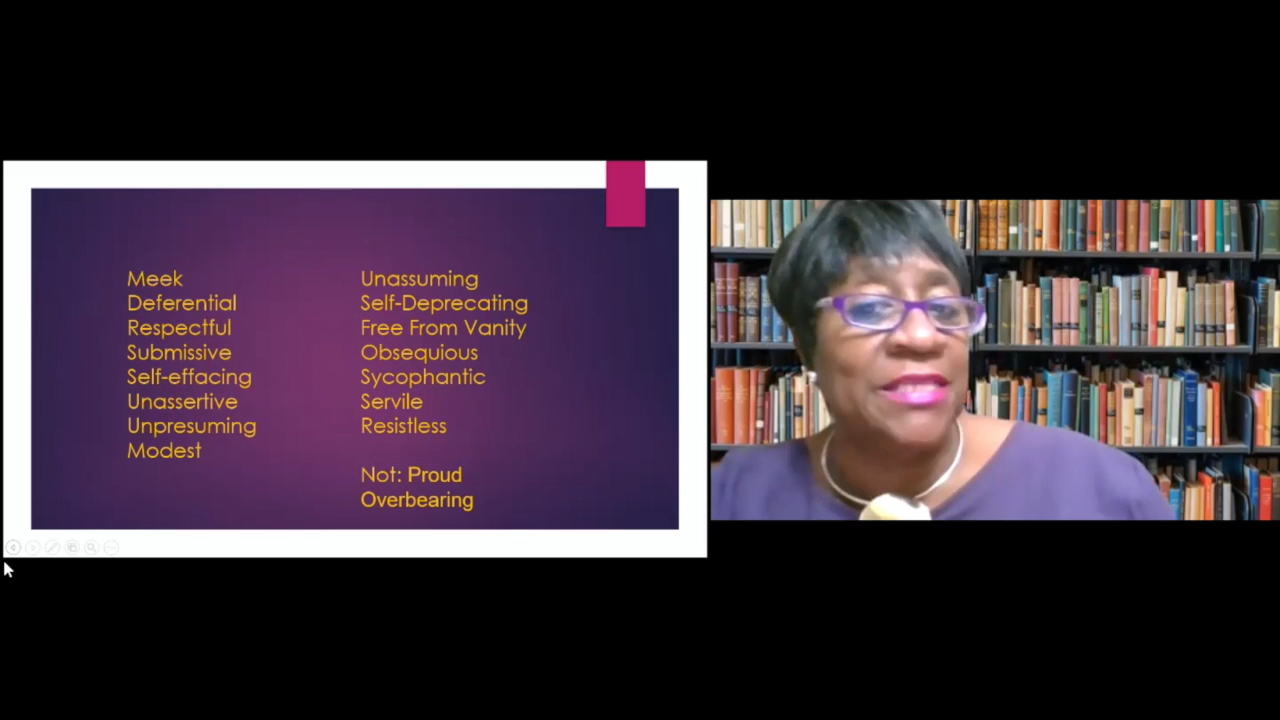 Meek
Deferential
Respectful
Submissive
Self-effacing
Unassertive
Unpresuming
Modest
Unassuming
Self-Deprecating
Free From Vanity
Obsequious
Sycophantic
Servile
Resistless
Not: Proud
Overbearing